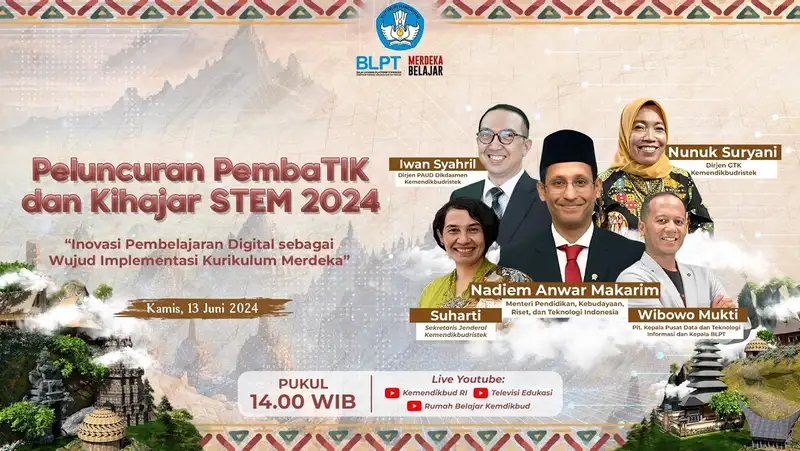 BLPT
MERDEKA
BELAJAR
Peluncuran PembaTIK
dan Kihajar STEM 2024
“Inovasi Pembelajaran Digital sebagai
Wujud Implementasi Kurikulum Merdeka”
Kamis, 13 Juni 2024
Iwan Syahril
Dirjen PAUD Dikdasmen
Kemendikbudristek
Nunuk Suryani
Dirjen GTK
Kemendikbudristek
Nadiem Anwar Makarim
Menteri Pendidikan, Kebudayaan,
Riset, dan Teknologi Indonesia
Suharti
Sekretaris Jenderal
Kemendikbudristek
Wibowo Mukti
Plt. Kepala Pusat Data dan Teknologi
Informasi dan Kepala BLPT
PUKUL
14.00 WIB
Live Youtube:
Kemendikbud RI
Televisi Edukasi
Rumah Belajar Kemdikbud